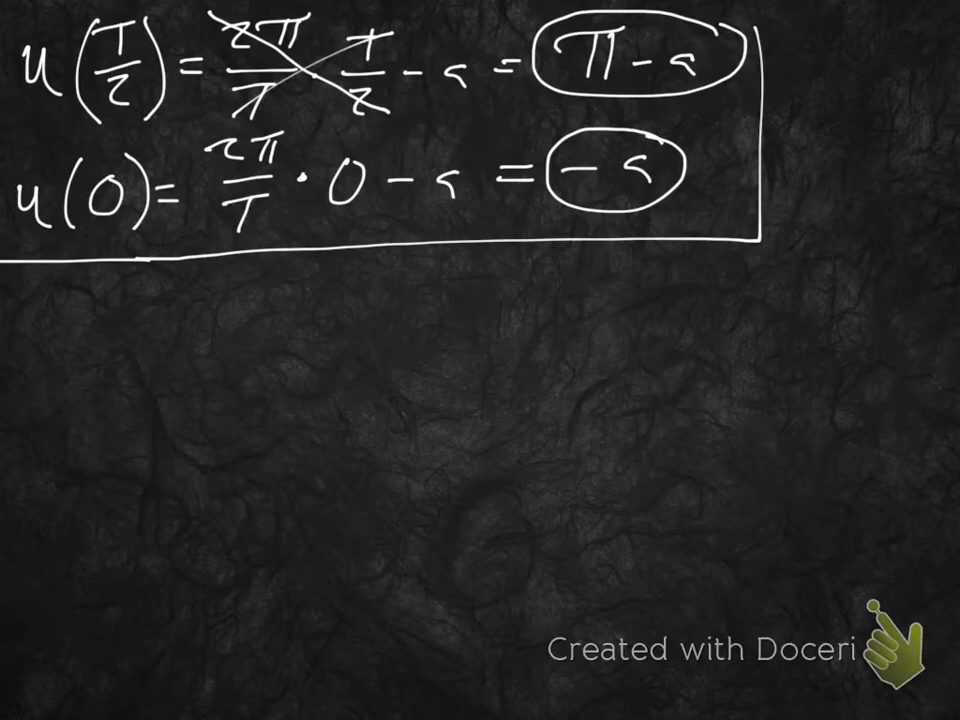 u(T/2) = 2π/T T/2 - a = π - a
u(0) = 2π/T · 0 - a = - a
Created with Doceri